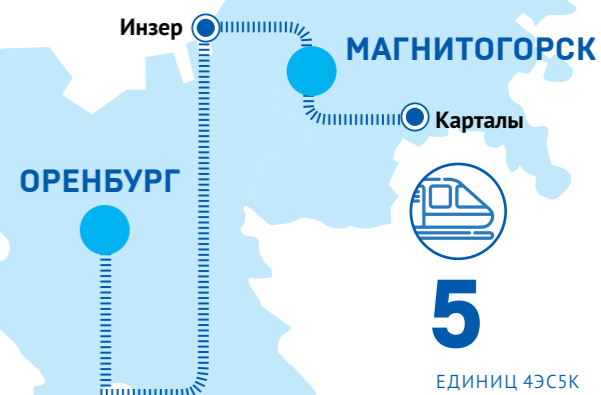 Инзер
МАГНИТОГОРСК
Карталы
ОРЕНБУРГ
5
ЕДИНИЦ 4ЭС5К